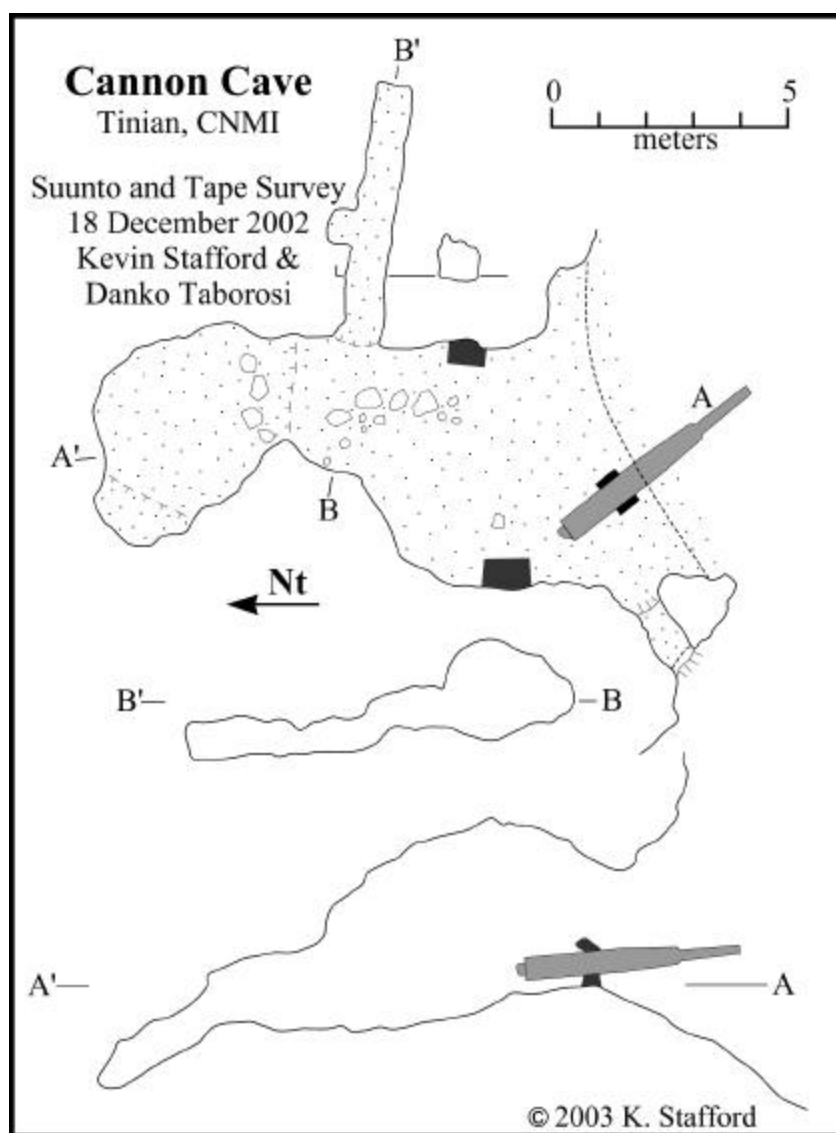 Cannon Cave
Tinian, CNMI
Suunto and Tape Survey
18 December 2002
Kevin Stafford &
Danko Taborosi
B'
0 5
meters
A
A'
B
Nt
B' B
A' A
© 2003 K. Stafford